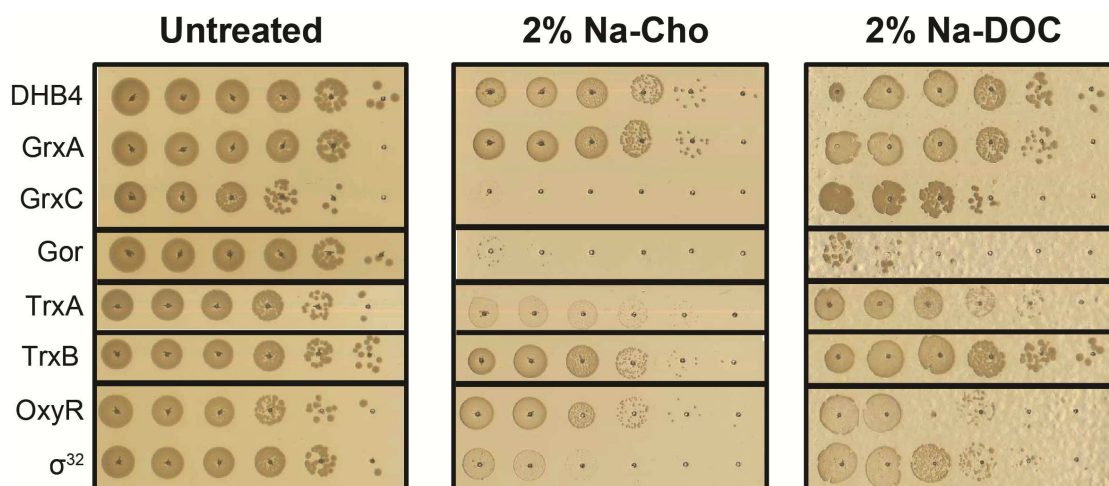 Untreated 2% Na-Cho 2% Na-DOC
DHB4
GrxA
GrxC
Gor
TrxA
TrxB
OxyR
σ³²